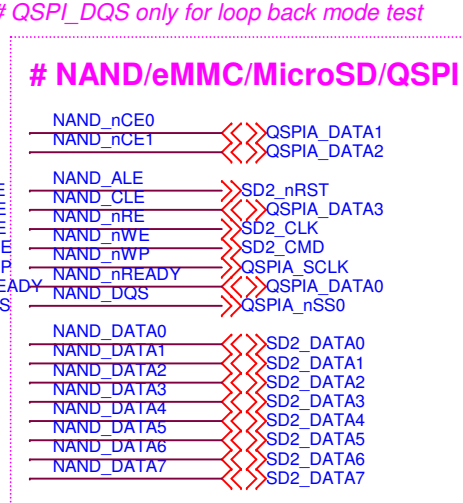 # QSPI_DQS only for loop back mode test
# NAND/eMMC/MicroSD/QSPI
NAND_nCE0 QSPIA_DATA1
NAND_nCE1 QSPIA_DATA2
NAND_ALE SD2_nRST
NAND_CLE QSPIA_DATA3
NAND_nRE SD2_CLK
NAND_nWE SD2_CMD
NAND_nWP QSPIA_SCLK
NAND_nREADY QSPIA_DATA0
NAND_DQS QSPIA_nSS0
NAND_DATA0 SD2_DATA0
NAND_DATA1 SD2_DATA1
NAND_DATA2 SD2_DATA2
NAND_DATA3 SD2_DATA3
NAND_DATA4 SD2_DATA4
NAND_DATA5 SD2_DATA5
NAND_DATA6 SD2_DATA6
NAND_DATA7 SD2_DATA7